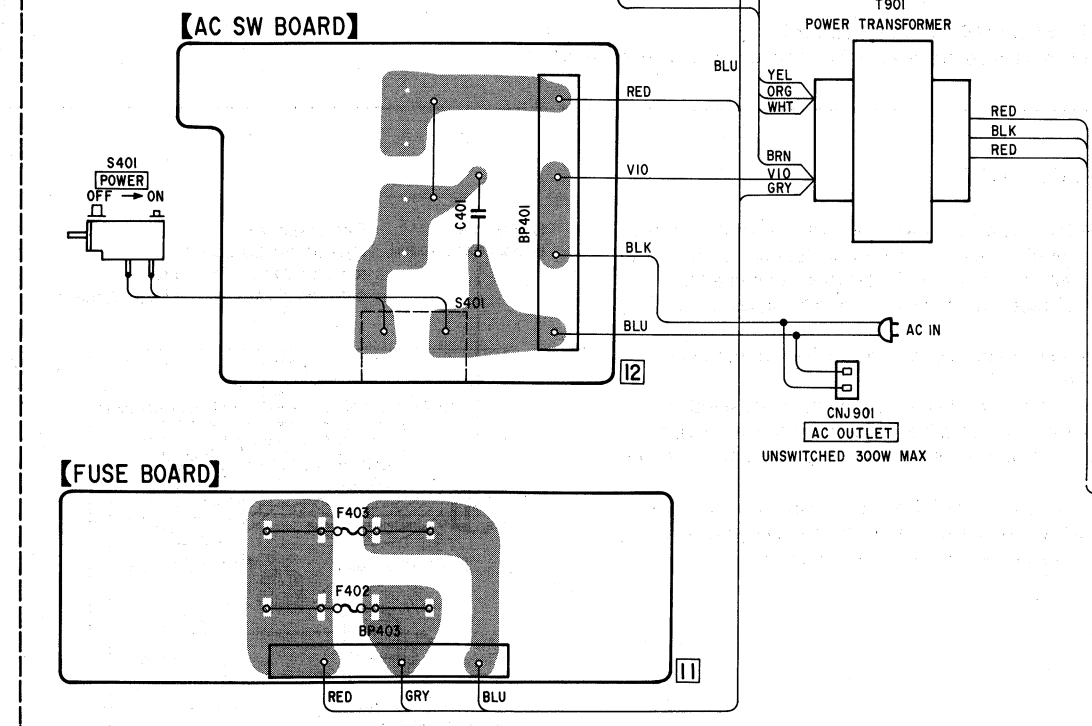 T901
POWER TRANSFORMER
【AC SW BOARD】
BLU
YEL
ORG
WHT
RED
RED
BLK
RED
BRN
VIO
GRY
VIO
S401
POWER
OFF → ON
C401
BP401
BLK
S401
BLU
AC IN
12
CNJ901
AC OUTLET
UNSWITCHED 300W MAX
【FUSE BOARD】
F403
F402
BP403
11
RED
GRY
BLU